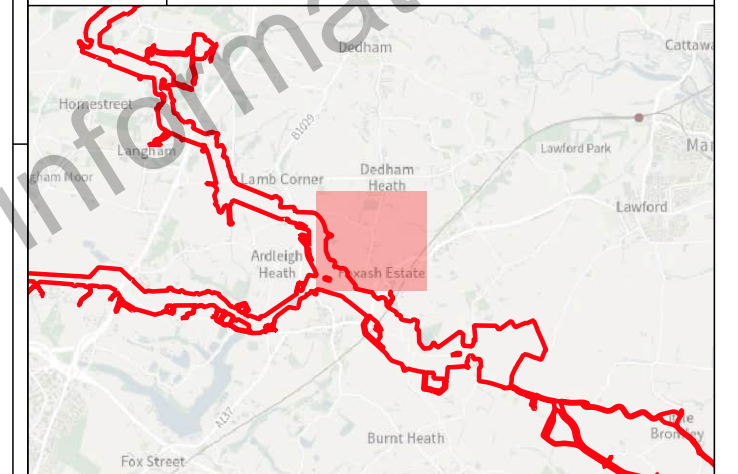 Dedham
Cattawa
Homestreet
B1029
Informat
Langham
Lawford Park
Man
gham Moor
Lamb Corner
Dedham
Heath
Lawford
Ardleigh
Heath
Foxash Estate
A137
Burnt Heath
Bromley
Fox Street